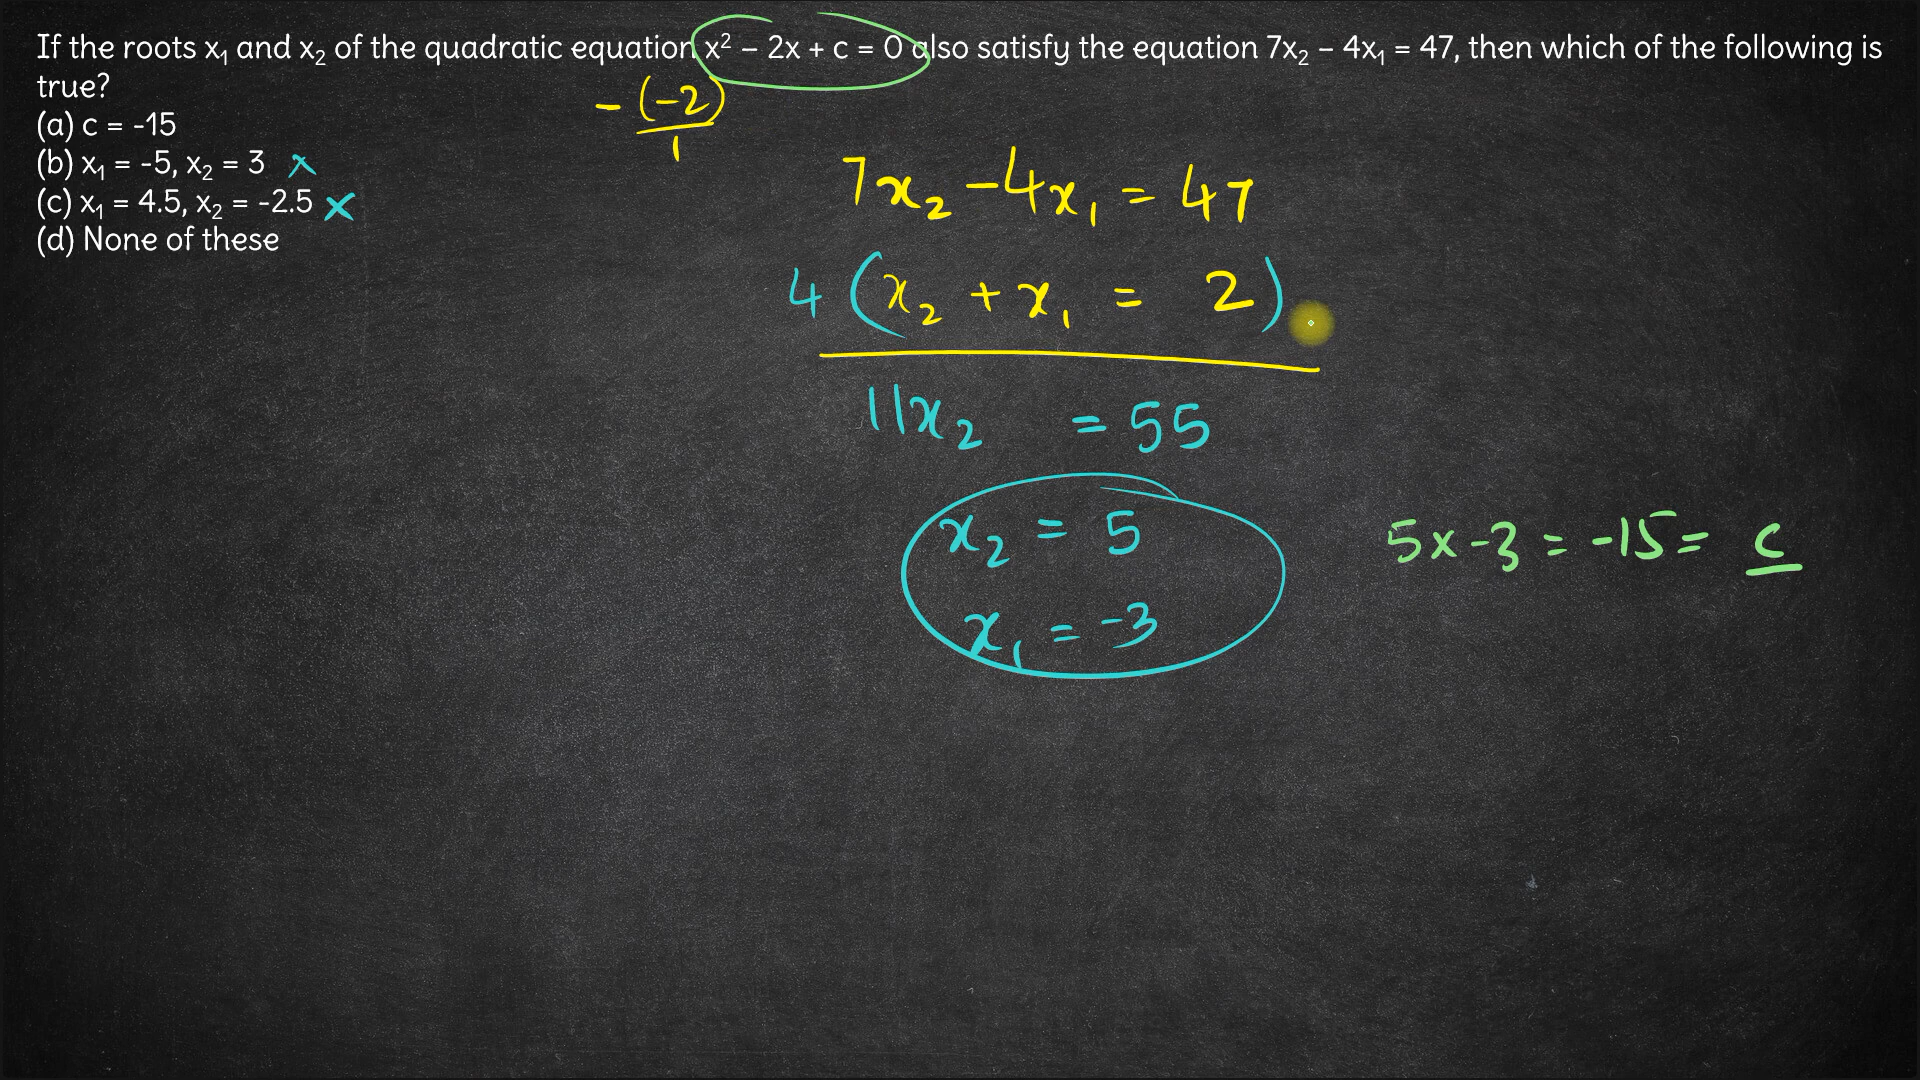 If the roots x₁ and x₂ of the quadratic equation x² – 2x + c = 0 also satisfy the equation 7x₂ – 4x₁ = 47, then which of the following is
true?
(a) c = -15
(b) x₁ = -5, x₂ = 3 ×
(c) x₁ = 4.5, x₂ = -2.5 ×
(d) None of these
-(-2)
1
7x₂ - 4x₁ = 47
4 (x₂ + x₁ = 2)
11x₂ = 55
x₂ = 5
x₁ = -3
5 x -3 = -15 = c